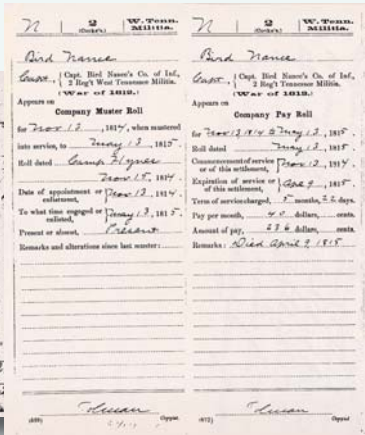 N 2 W. Tenn. Militia.
(Cocke's.)
Bird Nance
Capt., Capt. Bird Nance's Co. of Inf.,
2 Reg't West Tennessee Militia.
(War of 1812.)
Appears on
Company Muster Roll
for Nov 13, 1814, when mustered
into service, to May 13, 1815.
Roll dated Camp
Nov 15, 1814.
Date of appointment or enlistment, Nov 13, 1814.
To what time engaged or enlisted, May 13, 1815.
Present or absent, Present
Remarks and alterations since last muster:
Copyist.
N 2 W. Tenn. Militia.
(Cocke's.)
Bird Nance
Capt., Capt. Bird Nance's Co. of Inf.,
2 Reg't West Tennessee Militia.
(War of 1812.)
Appears on
Company Pay Roll
for Nov 13 1814 to May 13, 1815.
Roll dated May 13, 1815.
Commencement of service or of this settlement, Nov 13, 1814.
Expiration of service or of this settlement, Apl 9, 1815
Term of service charged, months, 22 days.
Pay per month, 40 dollars, cents.
Amount of pay, 236 dollars, cents.
Remarks: Died April 9 1815
(672) Copyist.